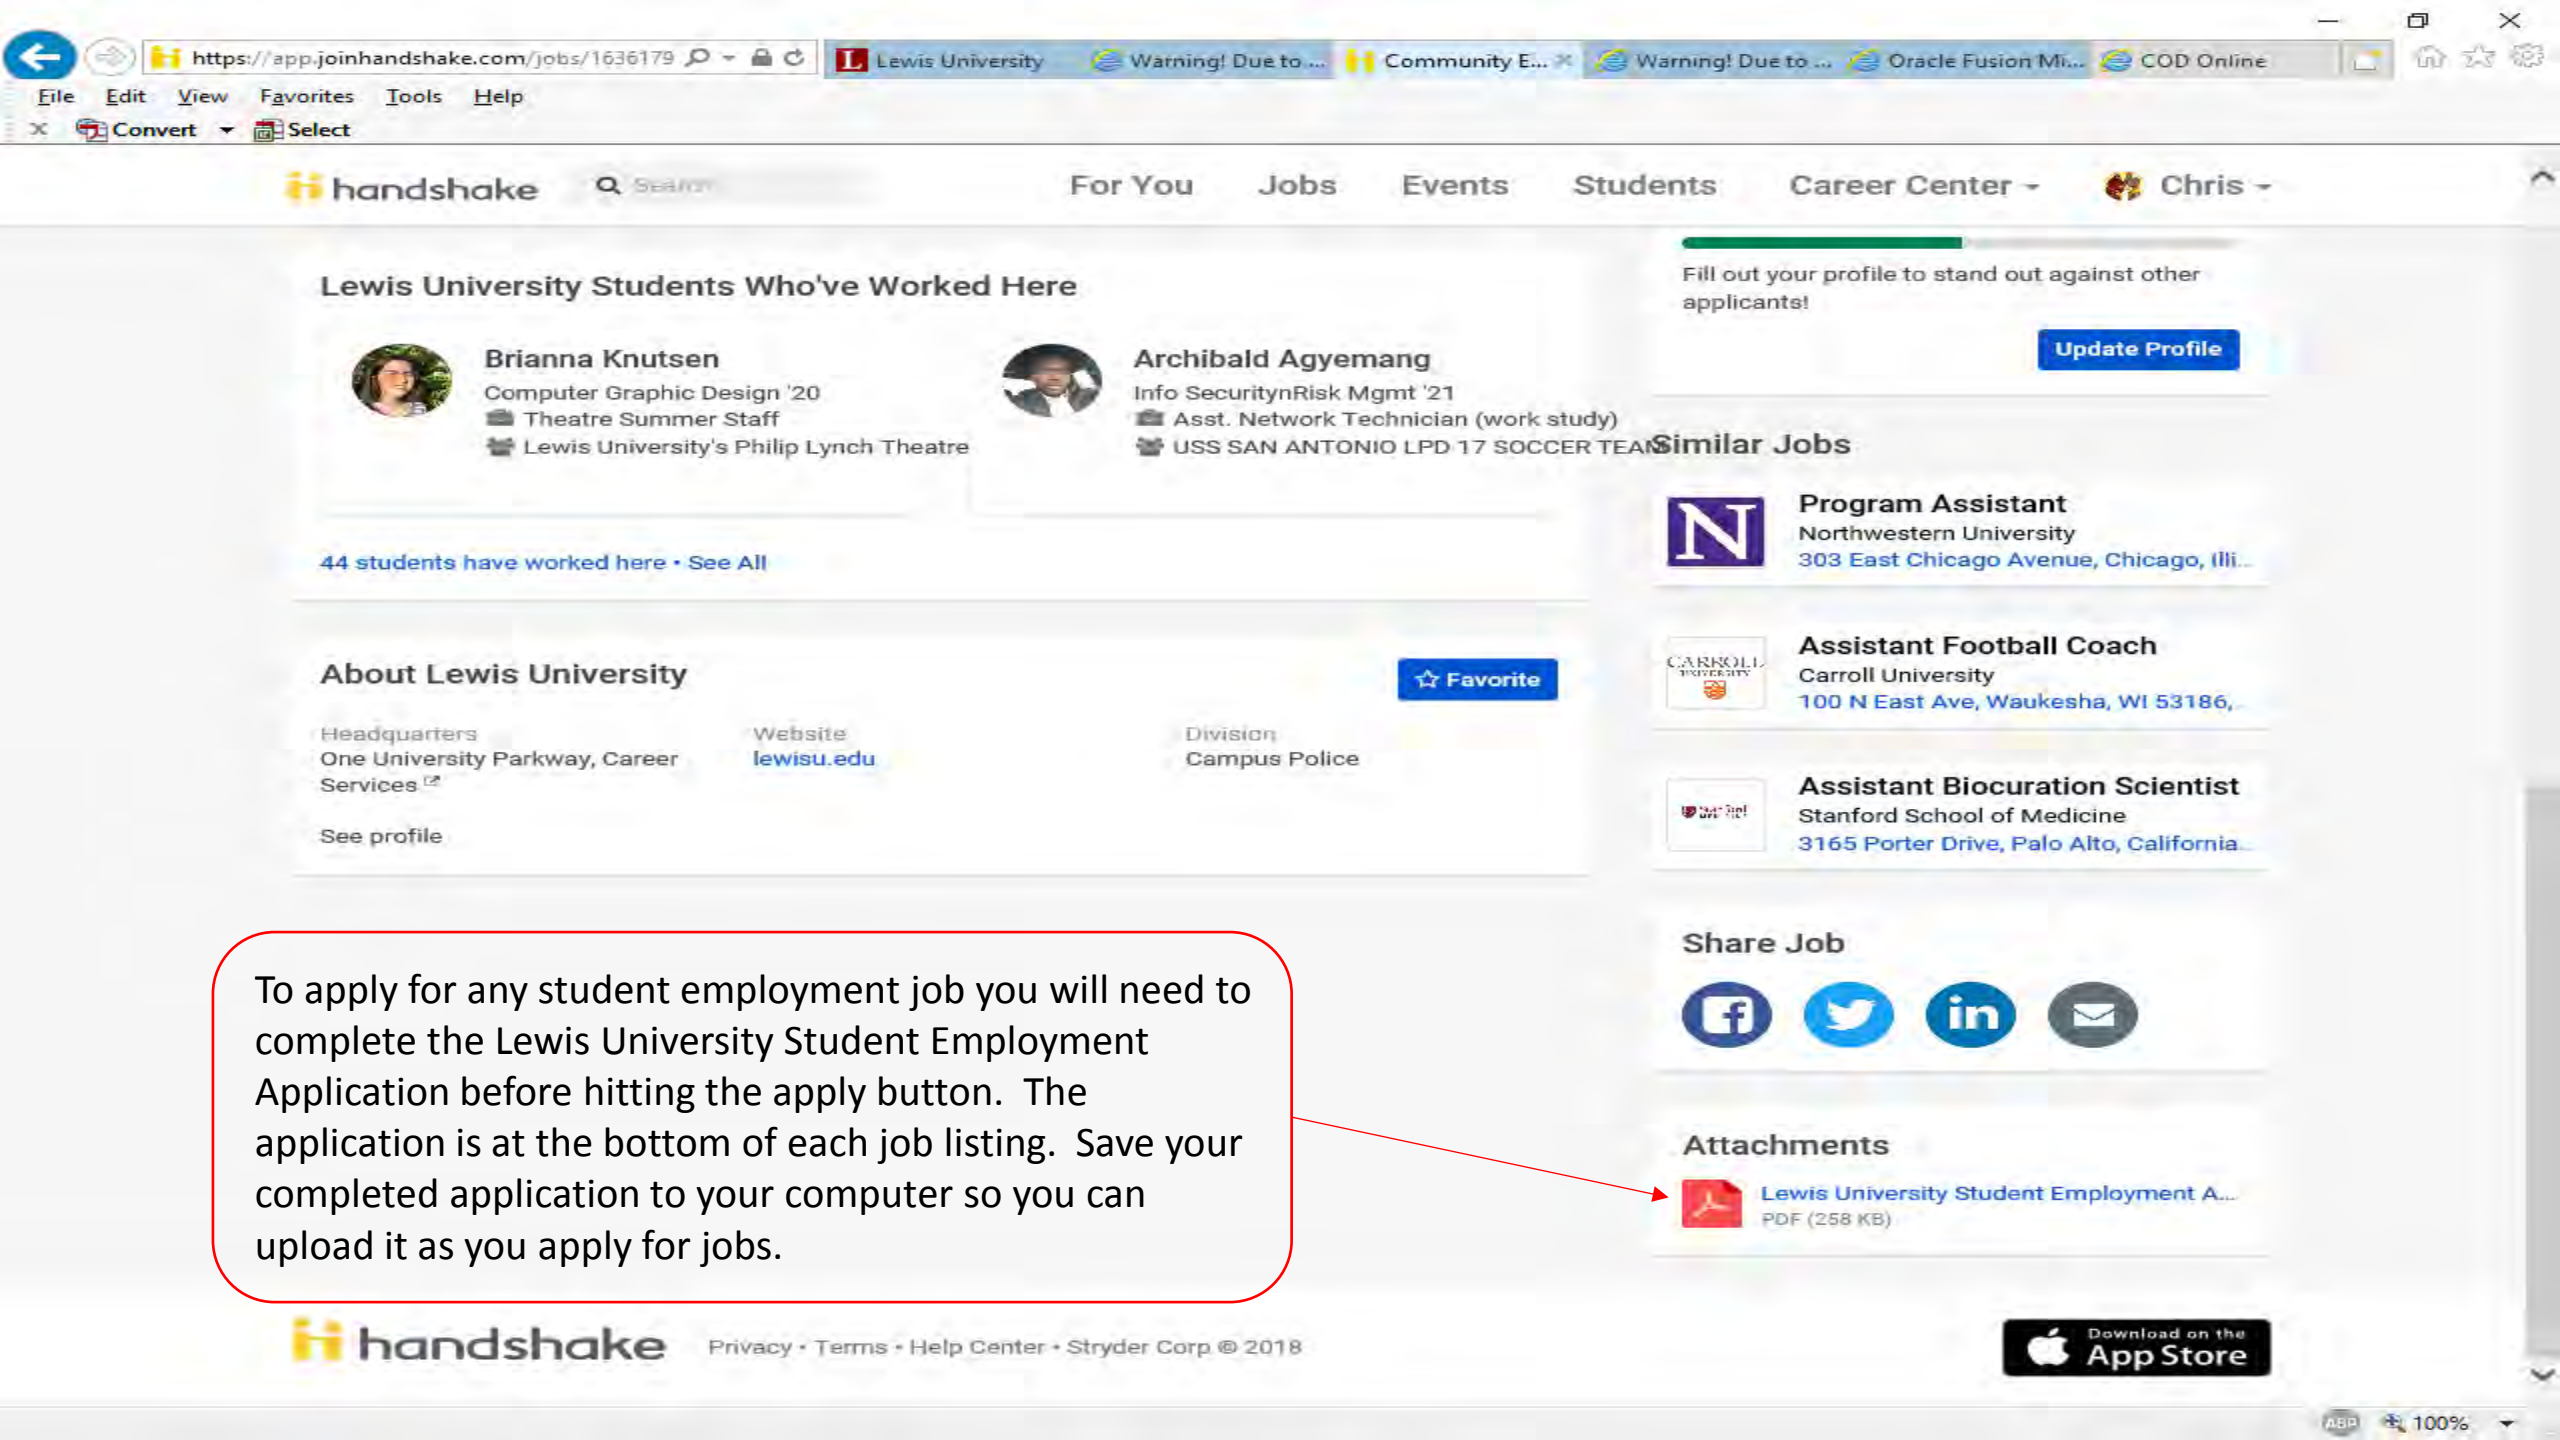 https://app.joinhandshake.com/jobs/1636179
Lewis University
Warning! Due to ...
Community E...
Warning! Due to ...
Oracle Fusion Mi...
COD Online
File Edit View Favorites Tools Help
Convert Select
handshake Search For You Jobs Events Students Career Center Chris
Lewis University Students Who've Worked Here
Brianna Knutsen
Computer Graphic Design '20
Theatre Summer Staff
Lewis University's Philip Lynch Theatre
Archibald Agyemang
Info SecuritynRisk Mgmt '21
Asst. Network Technician (work study)
USS SAN ANTONIO LPD 17 SOCCER TEAM
44 students have worked here · See All
About Lewis University
Favorite
Headquarters
One University Parkway, Career
Services
Website
lewisu.edu
Division
Campus Police
See profile
Fill out your profile to stand out against other
applicants!
Update Profile
Similar Jobs
N
Program Assistant
Northwestern University
303 East Chicago Avenue, Chicago, Illi...
CARROLL
UNIVERSITY
Assistant Football Coach
Carroll University
100 N East Ave, Waukesha, WI 53186,...
Assistant Biocuration Scientist
Stanford School of Medicine
3165 Porter Drive, Palo Alto, California...
Share Job
in
Attachments
Lewis University Student Employment A...
PDF (258 KB)
To apply for any student employment job you will need to
complete the Lewis University Student Employment
Application before hitting the apply button.  The
application is at the bottom of each job listing.  Save your
completed application to your computer so you can
upload it as you apply for jobs.
handshake Privacy · Terms · Help Center · Stryder Corp © 2018
Download on the
App Store
ABP 100%